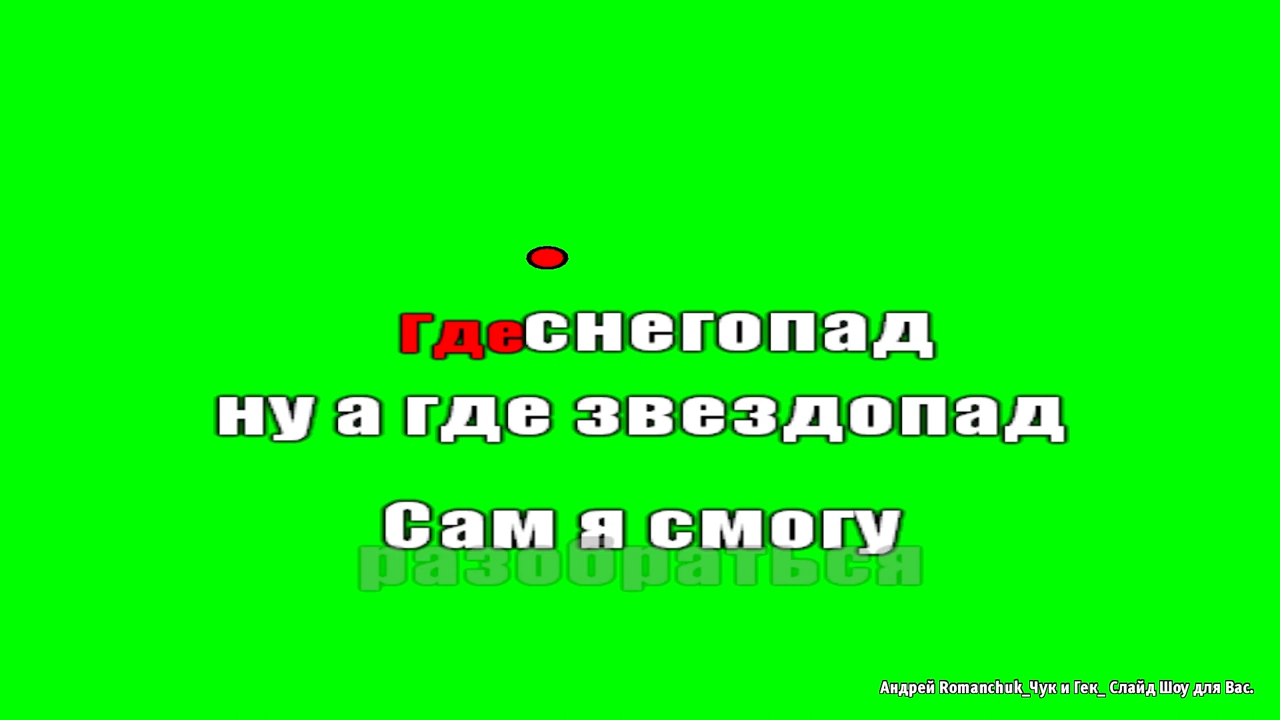 Где снегопад
ну а где звездопад
Сам я смогу
разобраться
Андрей Romanchuk_Чук и Гек_ Слайд Шоу для Вас.